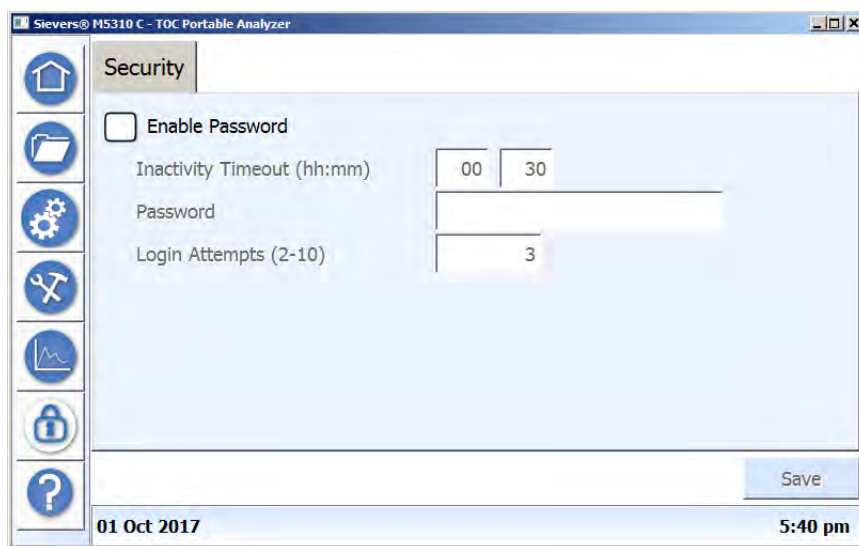 Sievers® M5310 C - TOC Portable Analyzer
Security
Enable Password
Inactivity Timeout (hh:mm) 00 30
Password
Login Attempts (2-10) 3
Save
01 Oct 2017 5:40 pm